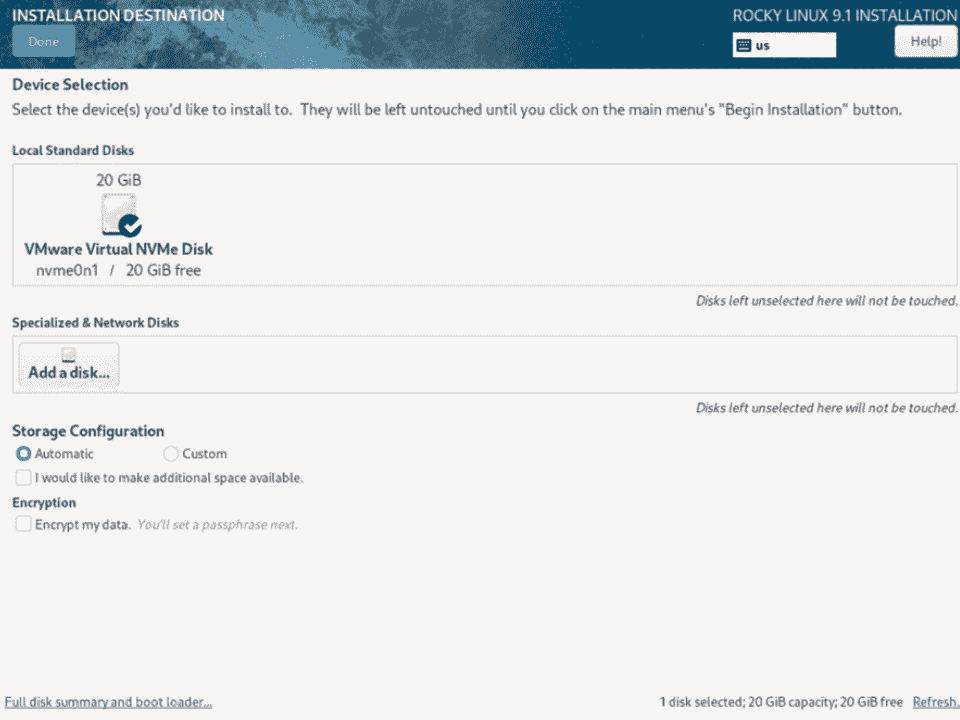 INSTALLATION DESTINATION
ROCKY LINUX 9.1 INSTALLATION
Done
us
Help!
Device Selection
Select the device(s) you'd like to install to. They will be left untouched until you click on the main menu's "Begin Installation" button.
Local Standard Disks
20 GiB
VMware Virtual NVMe Disk
nvme0n1 / 20 GiB free
Disks left unselected here will not be touched.
Specialized & Network Disks
Add a disk...
Disks left unselected here will not be touched.
Storage Configuration
Automatic Custom
I would like to make additional space available.
Encryption
Encrypt my data. You'll set a passphrase next.
Full disk summary and boot loader... 1 disk selected; 20 GiB capacity; 20 GiB free Refresh.